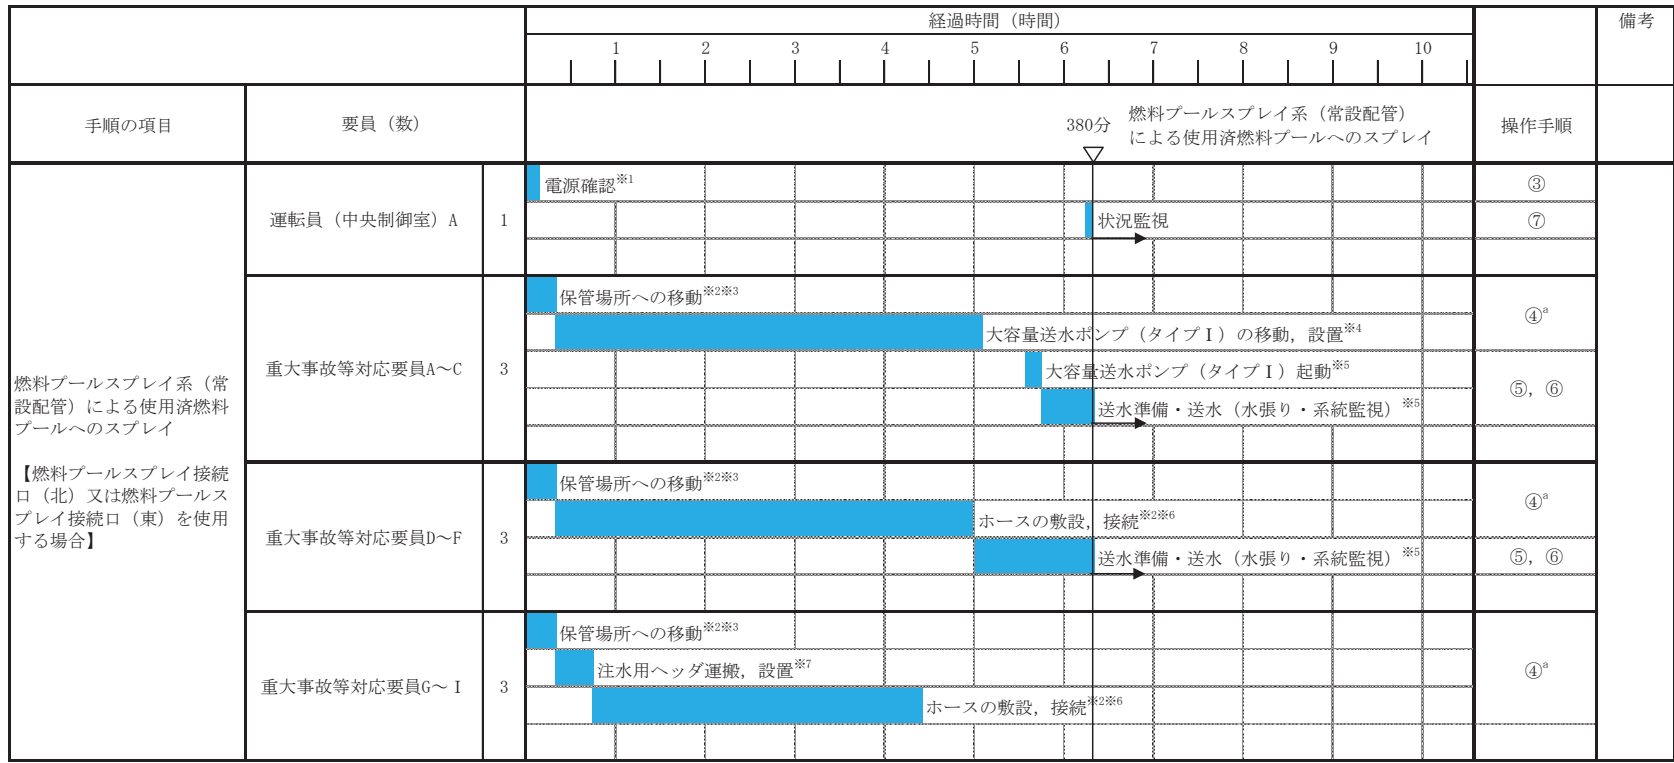 経過時間（時間）
備考
1 2 3 4 5 6 7 8 9 10
手順の項目
要員（数）
380分
燃料プールスプレイ系（常設配管）
による使用済燃料プールへのスプレイ
操作手順
燃料プールスプレイ系（常
設配管）による使用済燃料
プールへのスプレイ
【燃料プールスプレイ接続
口（北）又は燃料プールス
プレイ接続口（東）を使用
する場合】
運転員（中央制御室）A
1
電源確認※1
③
状況監視
⑦
重大事故等対応要員A～C
3
保管場所への移動※2※3
大容量送水ポンプ（タイプⅠ）の移動，設置※4
④a
大容量送水ポンプ（タイプⅠ）起動※5
送水準備・送水（水張り・系統監視）※5
⑤，⑥
重大事故等対応要員D～F
3
保管場所への移動※2※3
ホースの敷設，接続※2※6
④a
送水準備・送水（水張り・系統監視）※5
⑤，⑥
重大事故等対応要員G～I
3
保管場所への移動※2※3
注水用ヘッダ運搬，設置※7
ホースの敷設，接続※2※6
④a